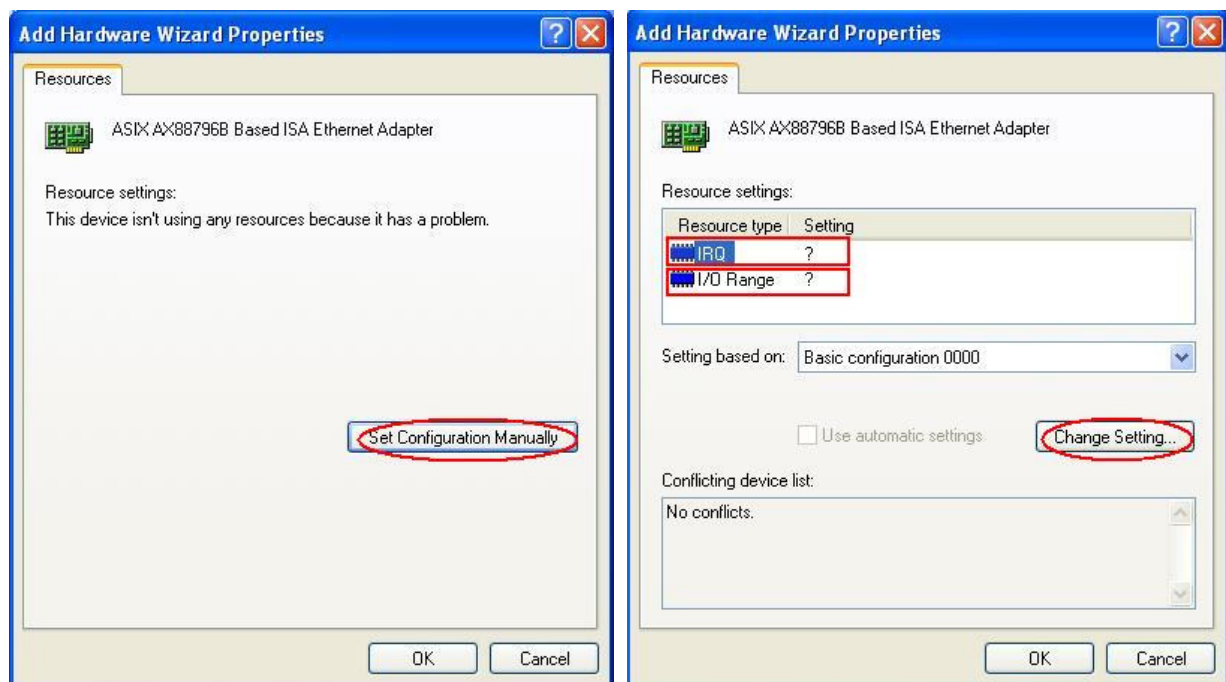 Add Hardware Wizard Properties
Resources
ASIX AX88796B Based ISA Ethernet Adapter
Resource settings:
This device isn't using any resources because it has a problem.
Set Configuration Manually
OK
Cancel
Add Hardware Wizard Properties
Resources
ASIX AX88796B Based ISA Ethernet Adapter
Resource settings:
Resource type Setting
IRQ ?
I/O Range ?
Setting based on: Basic configuration 0000
Use automatic settings
Change Setting...
Conflicting device list:
No conflicts.
OK
Cancel